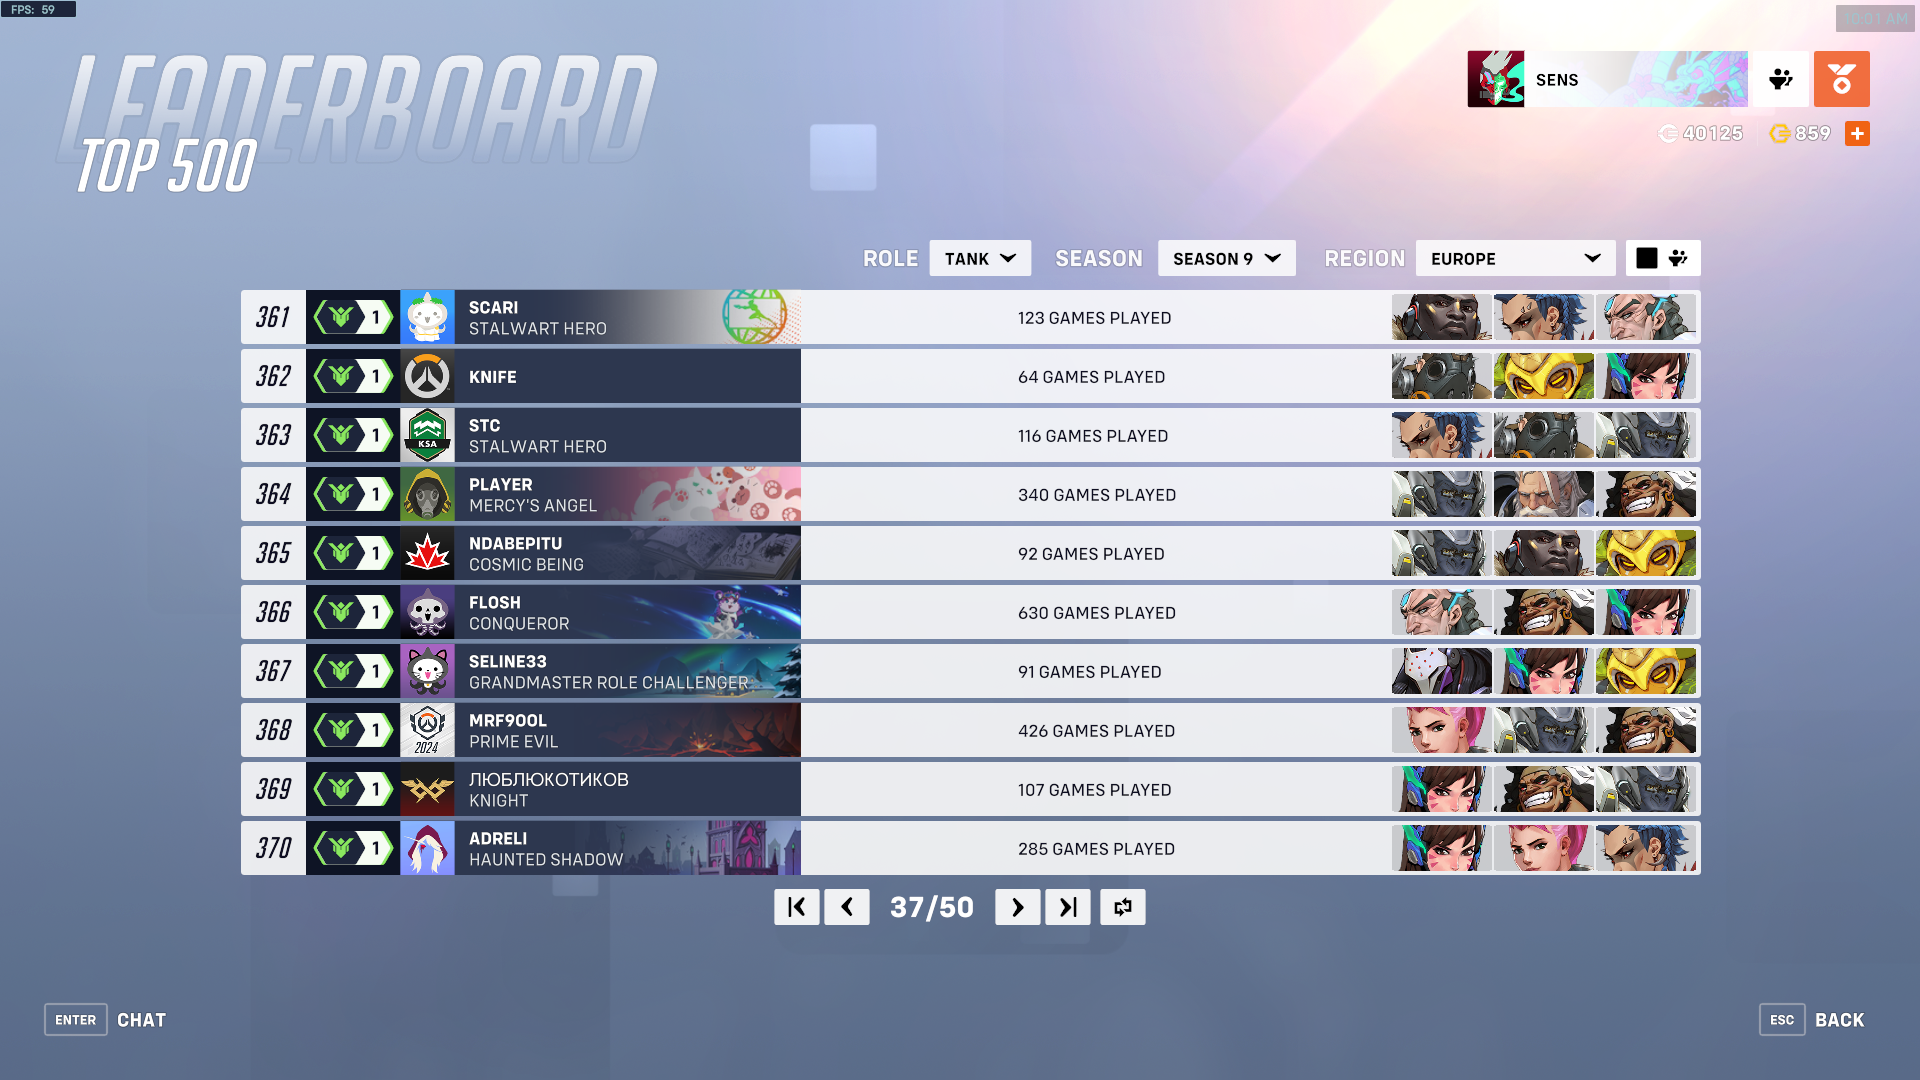 FPS: 59
10:31 AM
LEADERBOARD
TOP 500
SENS
40125
859
ROLE TANK SEASON SEASON 9 REGION EUROPE
361 1 SCARI
STALWART HERO
123 GAMES PLAYED
362 1 KNIFE
64 GAMES PLAYED
363 1 KSA STC
STALWART HERO
116 GAMES PLAYED
364 1 PLAYER
MERCY'S ANGEL
340 GAMES PLAYED
365 1 NDABEPITU
COSMIC BEING
92 GAMES PLAYED
366 1 FLOSH
CONQUEROR
630 GAMES PLAYED
367 1 SELINE33
GRANDMASTER ROLE CHALLENGER
91 GAMES PLAYED
368 1 2024 MRF9OOL
PRIME EVIL
426 GAMES PLAYED
369 1 ЛЮБЛЮКОТИКОВ
KNIGHT
107 GAMES PLAYED
370 1 ADRELI
HAUNTED SHADOW
285 GAMES PLAYED
37/50
ENTER CHAT
ESC BACK